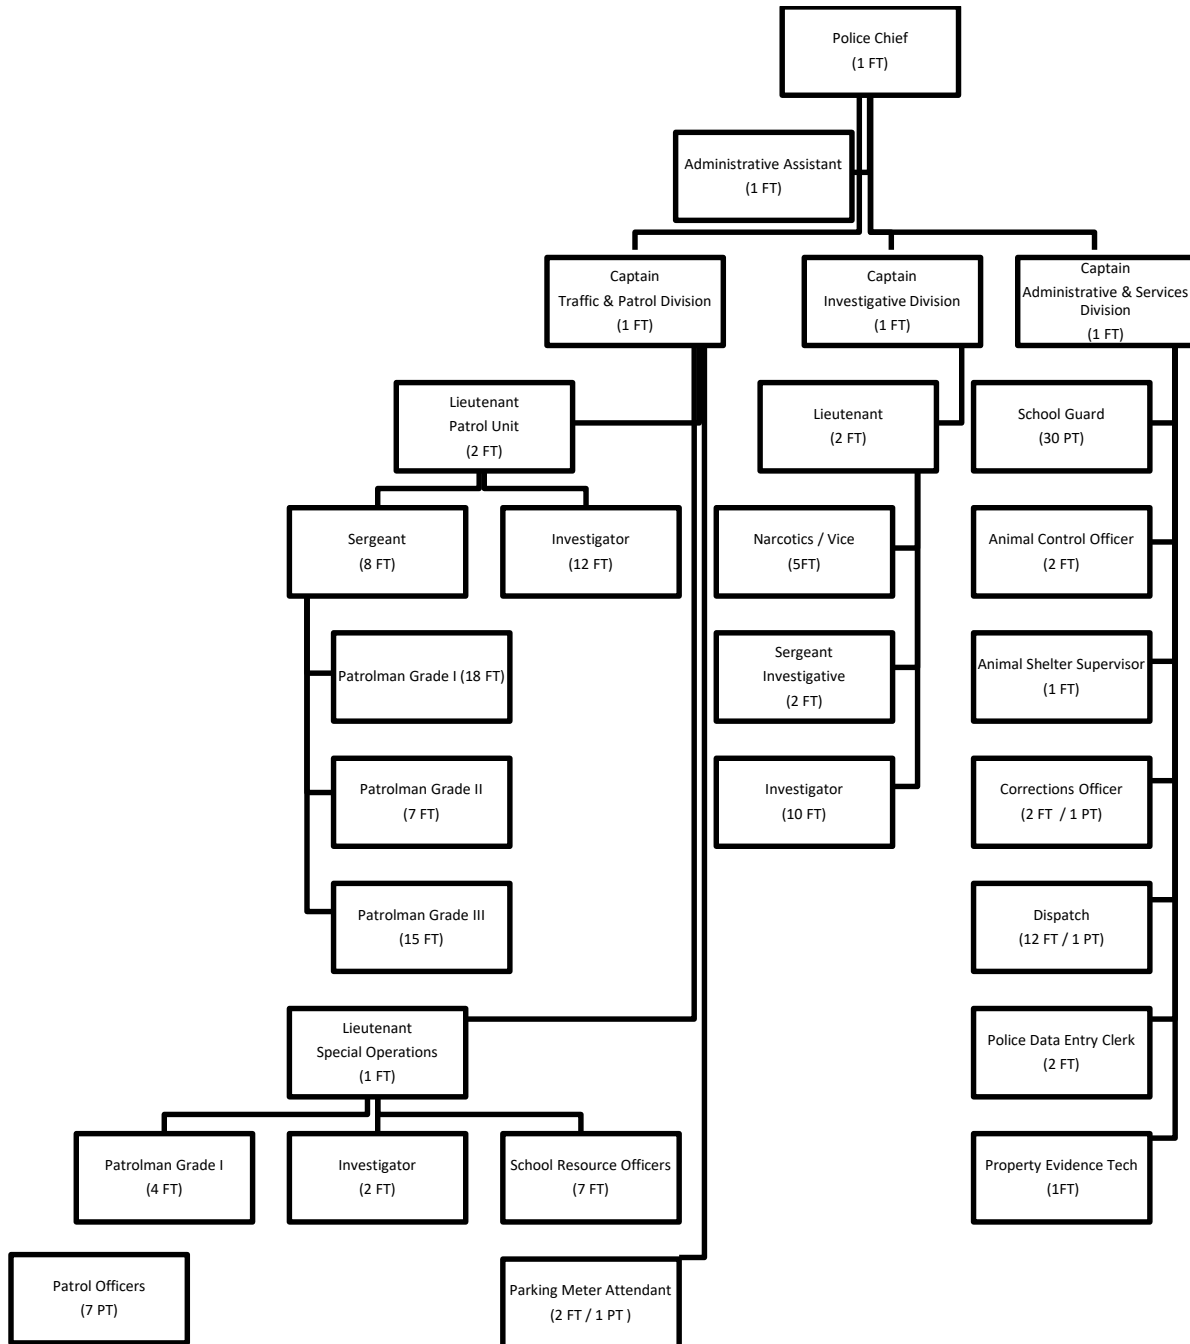 Police Chief
(1 FT)
Administrative Assistant
(1 FT)
Captain
Traffic & Patrol Division
(1 FT)
Captain
Investigative Division
(1 FT)
Captain
Administrative & Services
Division
(1 FT)
Lieutenant
Patrol Unit
(2 FT)
Lieutenant
(2 FT)
School Guard
(30 PT)
Sergeant
(8 FT)
Investigator
(12 FT)
Narcotics / Vice
(5FT)
Animal Control Officer
(2 FT)
Patrolman Grade I (18 FT)
Sergeant
Investigative
(2 FT)
Animal Shelter Supervisor
(1 FT)
Patrolman Grade II
(7 FT)
Investigator
(10 FT)
Corrections Officer
(2 FT  / 1 PT)
Patrolman Grade III
(15 FT)
Dispatch
(12 FT / 1 PT)
Lieutenant
Special Operations
(1 FT)
Police Data Entry Clerk
(2 FT)
Patrolman Grade I
(4 FT)
Investigator
(2 FT)
School Resource Officers
(7 FT)
Property Evidence Tech
(1FT)
Patrol Officers
(7 PT)
Parking Meter Attendant
(2 FT / 1 PT )